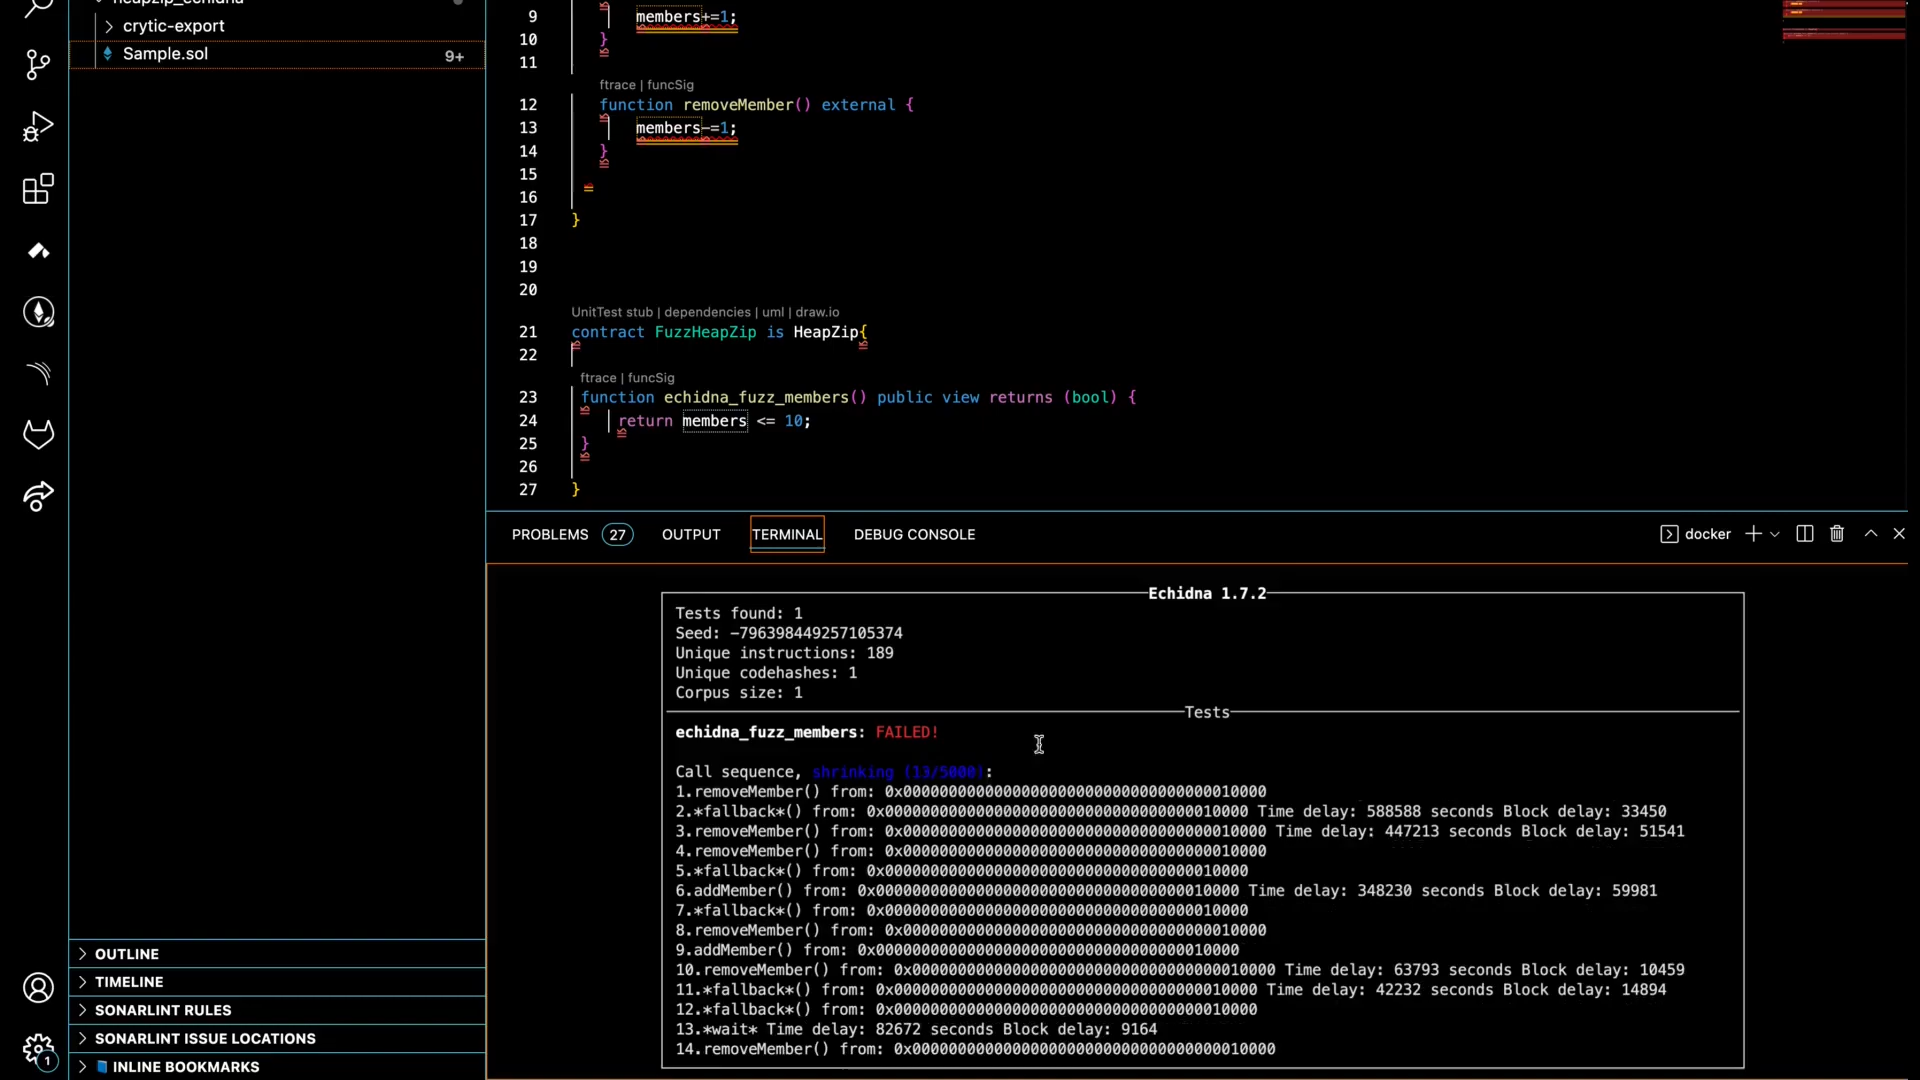 heapzip_echidna
crytic-export
Sample.sol
9+
9 members+=1;
10 }
11
ftrace | funcSig
12 function removeMember() external {
13 members-=1;
14 }
15
16
17 }
18
19
20
UnitTest stub | dependencies | uml | draw.io
21 contract FuzzHeapZip is HeapZip{
22
ftrace | funcSig
23 function echidna_fuzz_members() public view returns (bool) {
24 return members <= 10;
25 }
26
27 }
PROBLEMS 27 OUTPUT TERMINAL DEBUG CONSOLE docker
Echidna 1.7.2
Tests found: 1
Seed: -796398449257105374
Unique instructions: 189
Unique codehashes: 1
Corpus size: 1
Tests
echidna_fuzz_members: FAILED!
Call sequence, shrinking (13/5000):
1.removeMember() from: 0x0000000000000000000000000000000000010000
2.*fallback*() from: 0x0000000000000000000000000000000000010000 Time delay: 588588 seconds Block delay: 33450
3.removeMember() from: 0x0000000000000000000000000000000000010000 Time delay: 447213 seconds Block delay: 51541
4.removeMember() from: 0x0000000000000000000000000000000000010000
5.*fallback*() from: 0x0000000000000000000000000000000000010000
6.addMember() from: 0x0000000000000000000000000000000000010000 Time delay: 348230 seconds Block delay: 59981
7.*fallback*() from: 0x0000000000000000000000000000000000010000
8.removeMember() from: 0x0000000000000000000000000000000000010000
9.addMember() from: 0x0000000000000000000000000000000000010000
10.removeMember() from: 0x0000000000000000000000000000000000010000 Time delay: 63793 seconds Block delay: 10459
11.*fallback*() from: 0x0000000000000000000000000000000000010000 Time delay: 42232 seconds Block delay: 14894
12.*fallback*() from: 0x0000000000000000000000000000000000010000
13.*wait* Time delay: 82672 seconds Block delay: 9164
14.removeMember() from: 0x0000000000000000000000000000000000010000
OUTLINE
TIMELINE
SONARLINT RULES
SONARLINT ISSUE LOCATIONS
INLINE BOOKMARKS
1